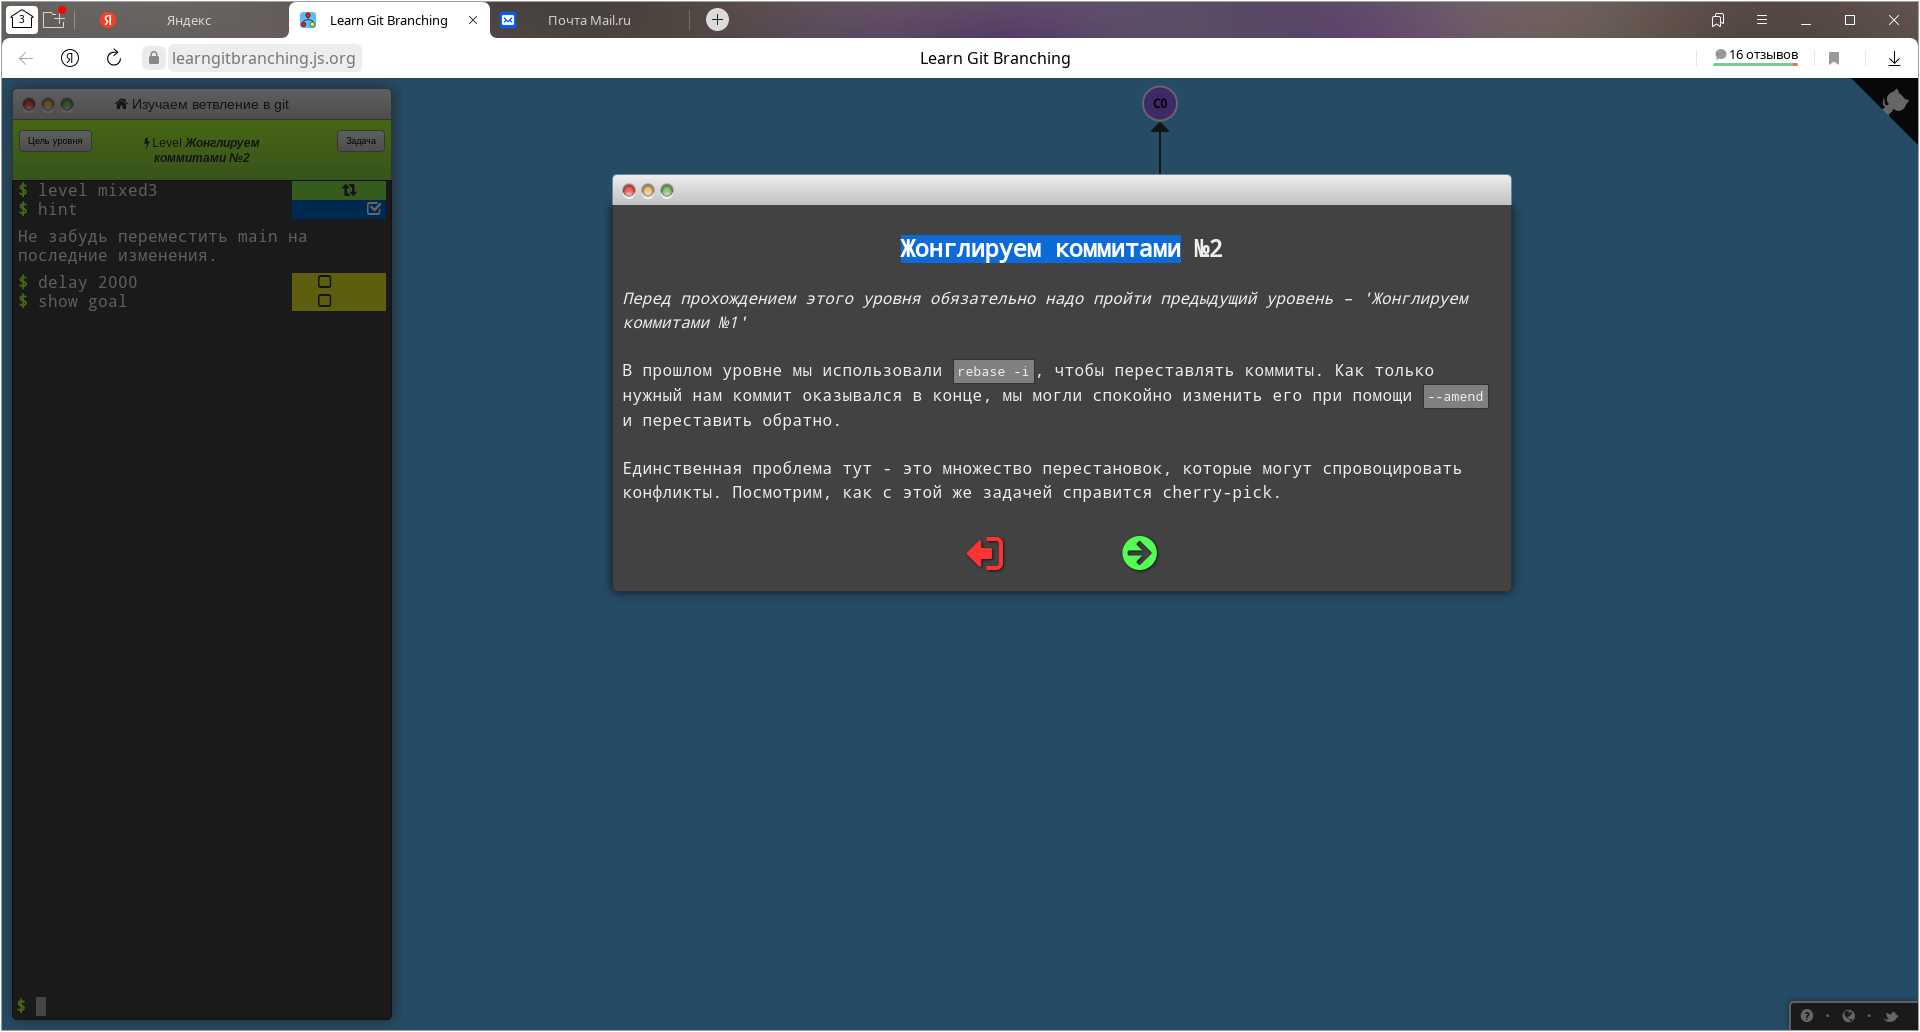 3
Яндекс
Learn Git Branching
Почта Mail.ru
learngitbranching.js.org
Learn Git Branching
16 отзывов
Изучаем ветвление в git
Цель уровня
Level Жонглируем
коммитами №2
Задача
$ level mixed3
$ hint
Не забудь переместить main на
последние изменения.
$ delay 2000
$ show goal
$
C0
Жонглируем коммитами №2
Перед прохождением этого уровня обязательно надо пройти предыдущий уровень – 'Жонглируем
коммитами №1'
В прошлом уровне мы использовали rebase -i, чтобы переставлять коммиты. Как только
нужный нам коммит оказывался в конце, мы могли спокойно изменить его при помощи --amend
и переставить обратно.
Единственная проблема тут - это множество перестановок, которые могут спровоцировать
конфликты. Посмотрим, как с этой же задачей справится cherry-pick.